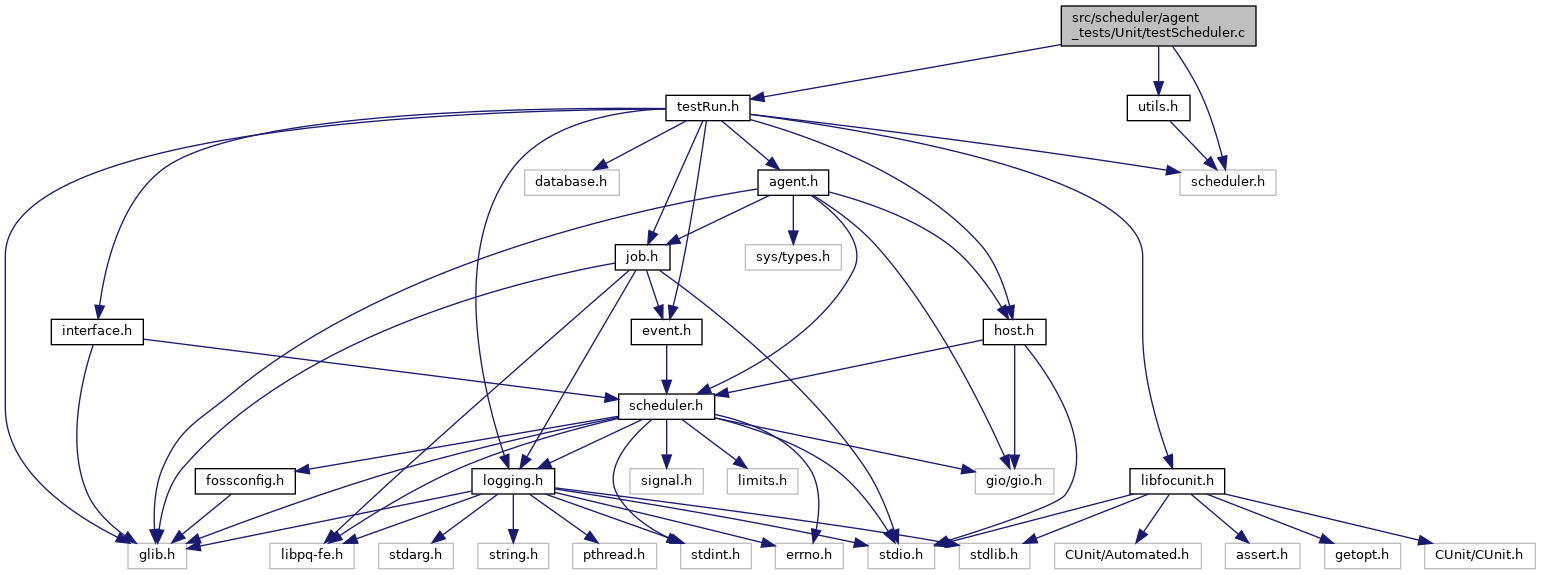 src/scheduler/agent
_tests/Unit/testScheduler.c
testRun.h
utils.h
database.h
agent.h
scheduler.h
job.h
sys/types.h
interface.h
event.h
host.h
scheduler.h
fossconfig.h
logging.h
signal.h
limits.h
gio/gio.h
libfocunit.h
glib.h
libpq-fe.h
stdarg.h
string.h
pthread.h
stdint.h
errno.h
stdio.h
stdlib.h
CUnit/Automated.h
assert.h
getopt.h
CUnit/CUnit.h